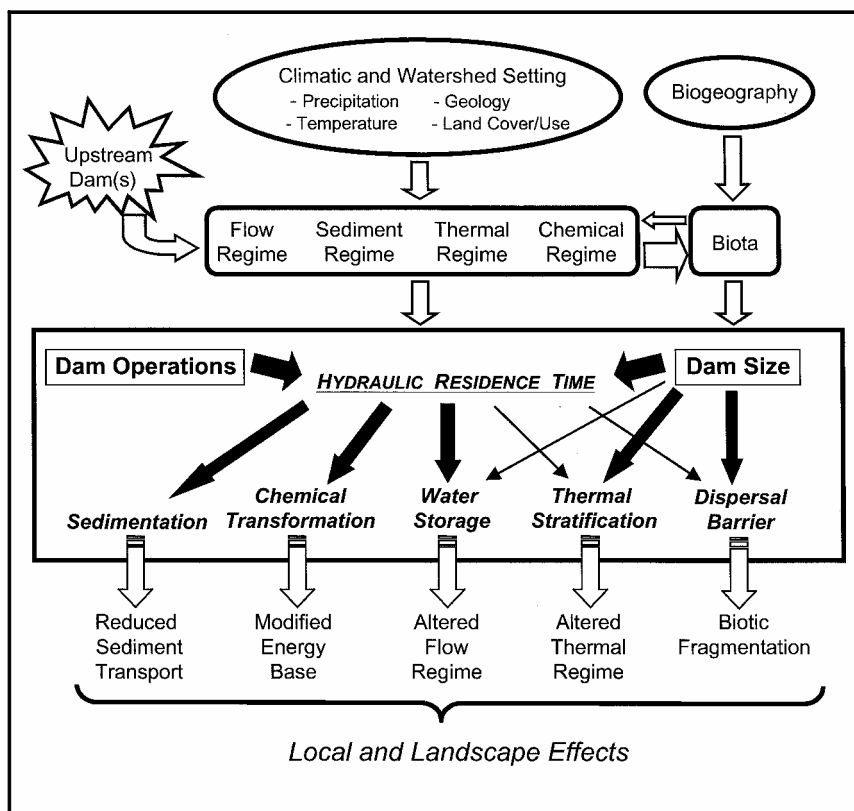 Climatic and Watershed Setting
- Precipitation - Geology
- Temperature - Land Cover/Use
Biogeography
Upstream
Dam(s)
Flow
Regime
Sediment
Regime
Thermal
Regime
Chemical
Regime
Biota
Dam Operations
HYDRAULIC RESIDENCE TIME
Dam Size
Sedimentation
Chemical
Transformation
Water
Storage
Thermal
Stratification
Dispersal
Barrier
Reduced
Sediment
Transport
Modified
Energy
Base
Altered
Flow
Regime
Altered
Thermal
Regime
Biotic
Fragmentation
Local and Landscape Effects